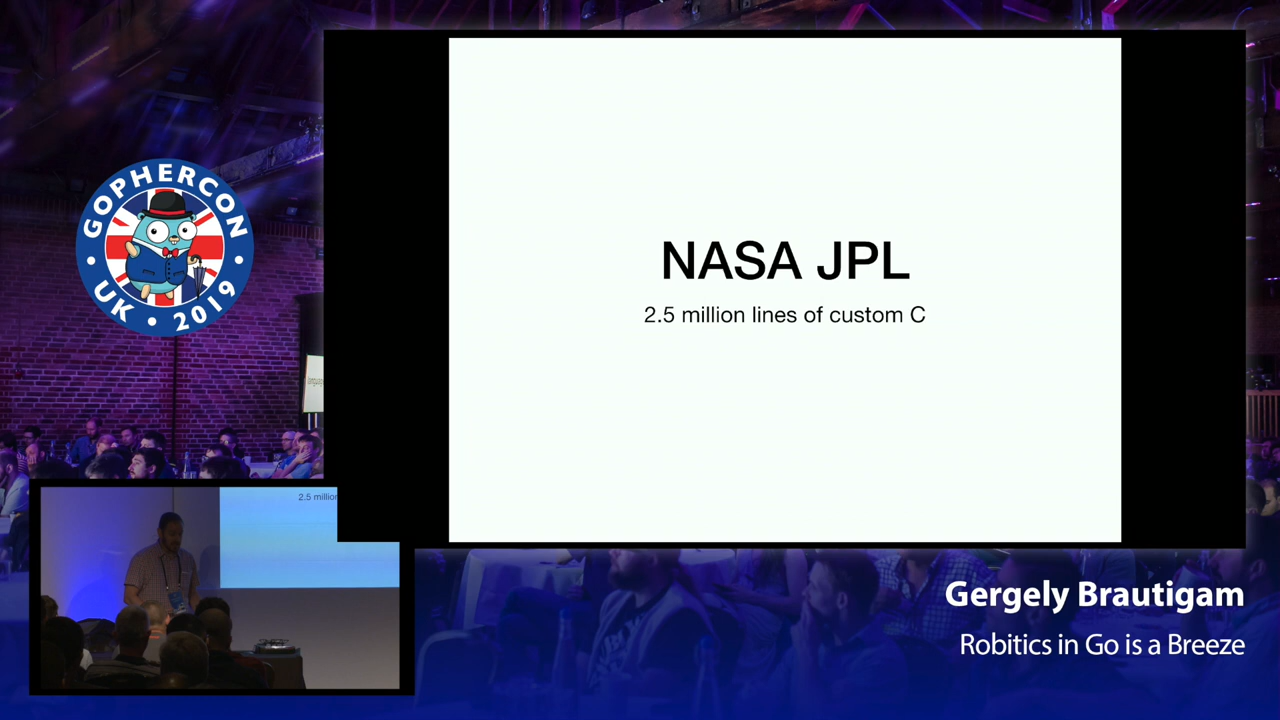 GOPHERCON
UK • 2019
NASA JPL
2.5 million lines of custom C
2.5 million
Gergely Brautigam
Robitics in Go is a Breeze